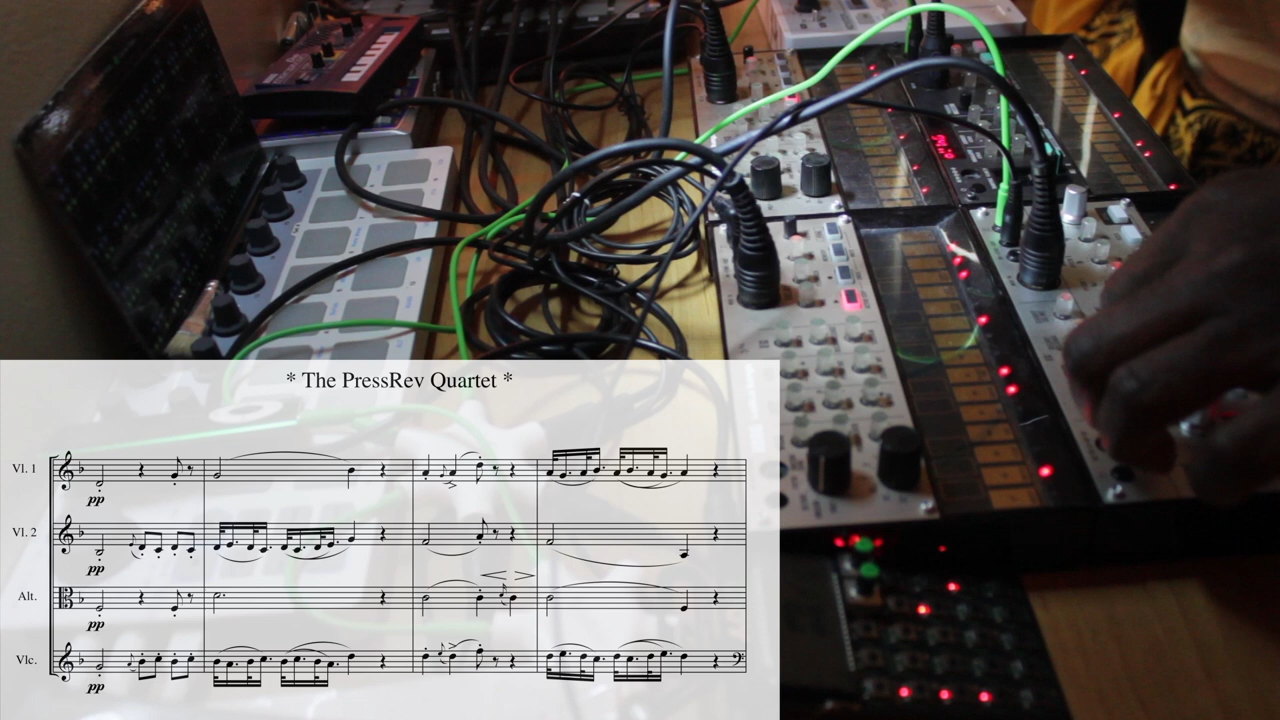 * The PressRev Quartet *
Vl. 1
pp
Vl. 2
pp
Alt.
pp
Vlc.
pp